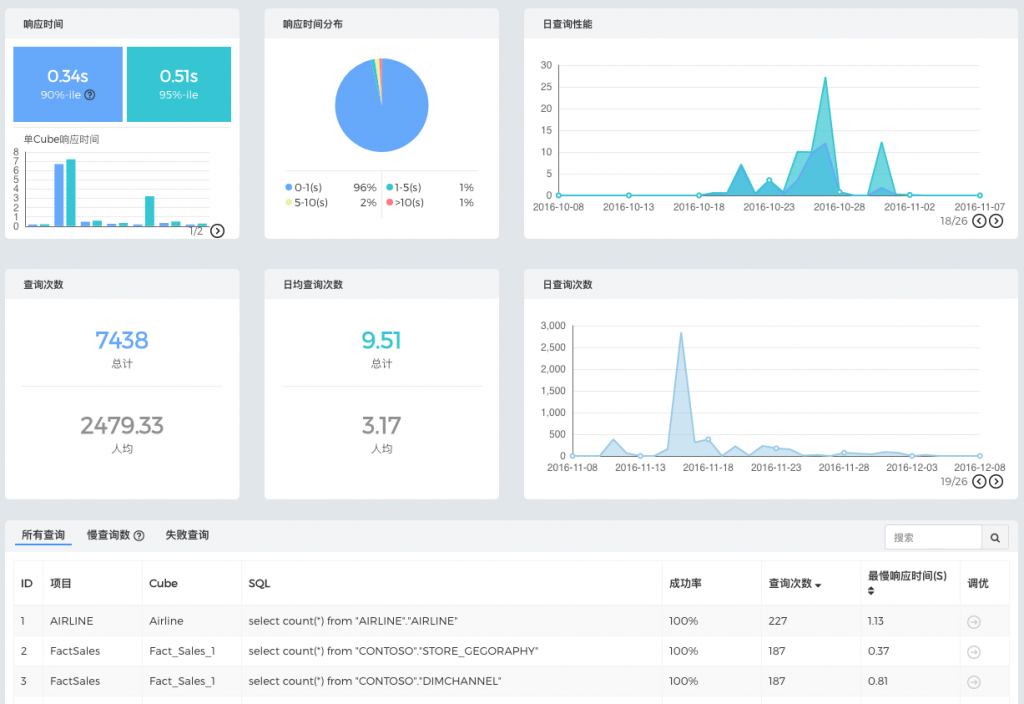 响应时间
0.34s
90%-ile
0.51s
95%-ile
单Cube响应时间
8
7
6
5
4
3
2
1
0
1/2
响应时间分布
0-1(s) 96% 1-5(s) 1%
5-10(s) 2% >10(s) 1%
日查询性能
30
25
20
15
10
5
0
2016-10-08 2016-10-13 2016-10-18 2016-10-23 2016-10-28 2016-11-02 2016-11-07
18/26
查询次数
7438
总计
2479.33
人均
日均查询次数
9.51
总计
3.17
人均
日查询次数
3,000
2,500
2,000
1,500
1,000
500
0
2016-11-08 2016-11-13 2016-11-18 2016-11-23 2016-11-28 2016-12-03 2016-12-08
19/26
所有查询 慢查询数 失败查询 搜索
ID 项目 Cube SQL 成功率 查询次数 最慢响应时间(S) 调优
1 AIRLINE Airline select count(*) from "AIRLINE"."AIRLINE" 100% 227 1.13
2 FactSales Fact_Sales_1 select count(*) from "CONTOSO"."STORE_GEGORAPHY" 100% 187 0.37
3 FactSales Fact_Sales_1 select count(*) from "CONTOSO"."DIMCHANNEL" 100% 187 0.81